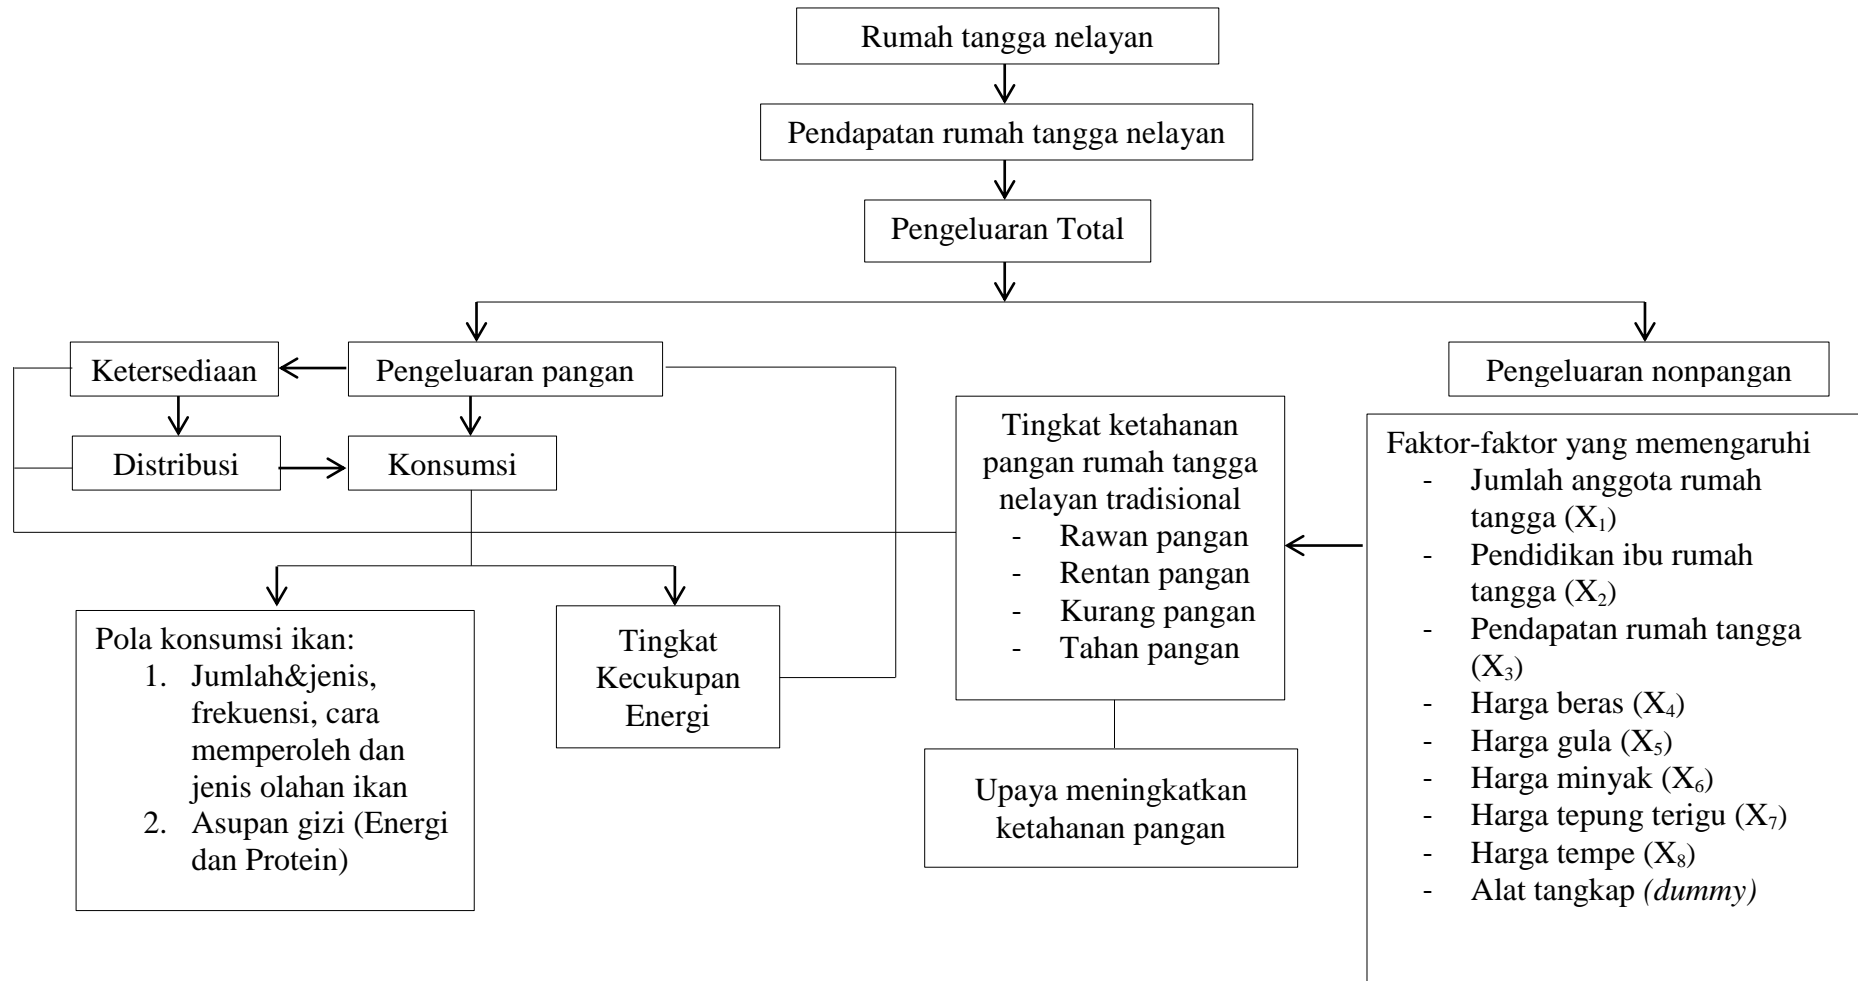 Rumah tangga nelayan
Pendapatan rumah tangga nelayan
Pengeluaran Total
Ketersediaan
Pengeluaran pangan
Pengeluaran nonpangan
Distribusi
Konsumsi
Tingkat ketahanan
pangan rumah tangga
nelayan tradisional
- Rawan pangan
- Rentan pangan
- Kurang pangan
- Tahan pangan
Faktor-faktor yang memengaruhi
- Jumlah anggota rumah
tangga (X₁)
- Pendidikan ibu rumah
tangga (X₂)
- Pendapatan rumah tangga
(X₃)
- Harga beras (X₄)
- Harga gula (X₅)
- Harga minyak (X₆)
- Harga tepung terigu (X₇)
- Harga tempe (X₈)
- Alat tangkap (dummy)
Pola konsumsi ikan:
1. Jumlah&jenis,
frekuensi, cara
memperoleh dan
jenis olahan ikan
2. Asupan gizi (Energi
dan Protein)
Tingkat
Kecukupan
Energi
Upaya meningkatkan
ketahanan pangan